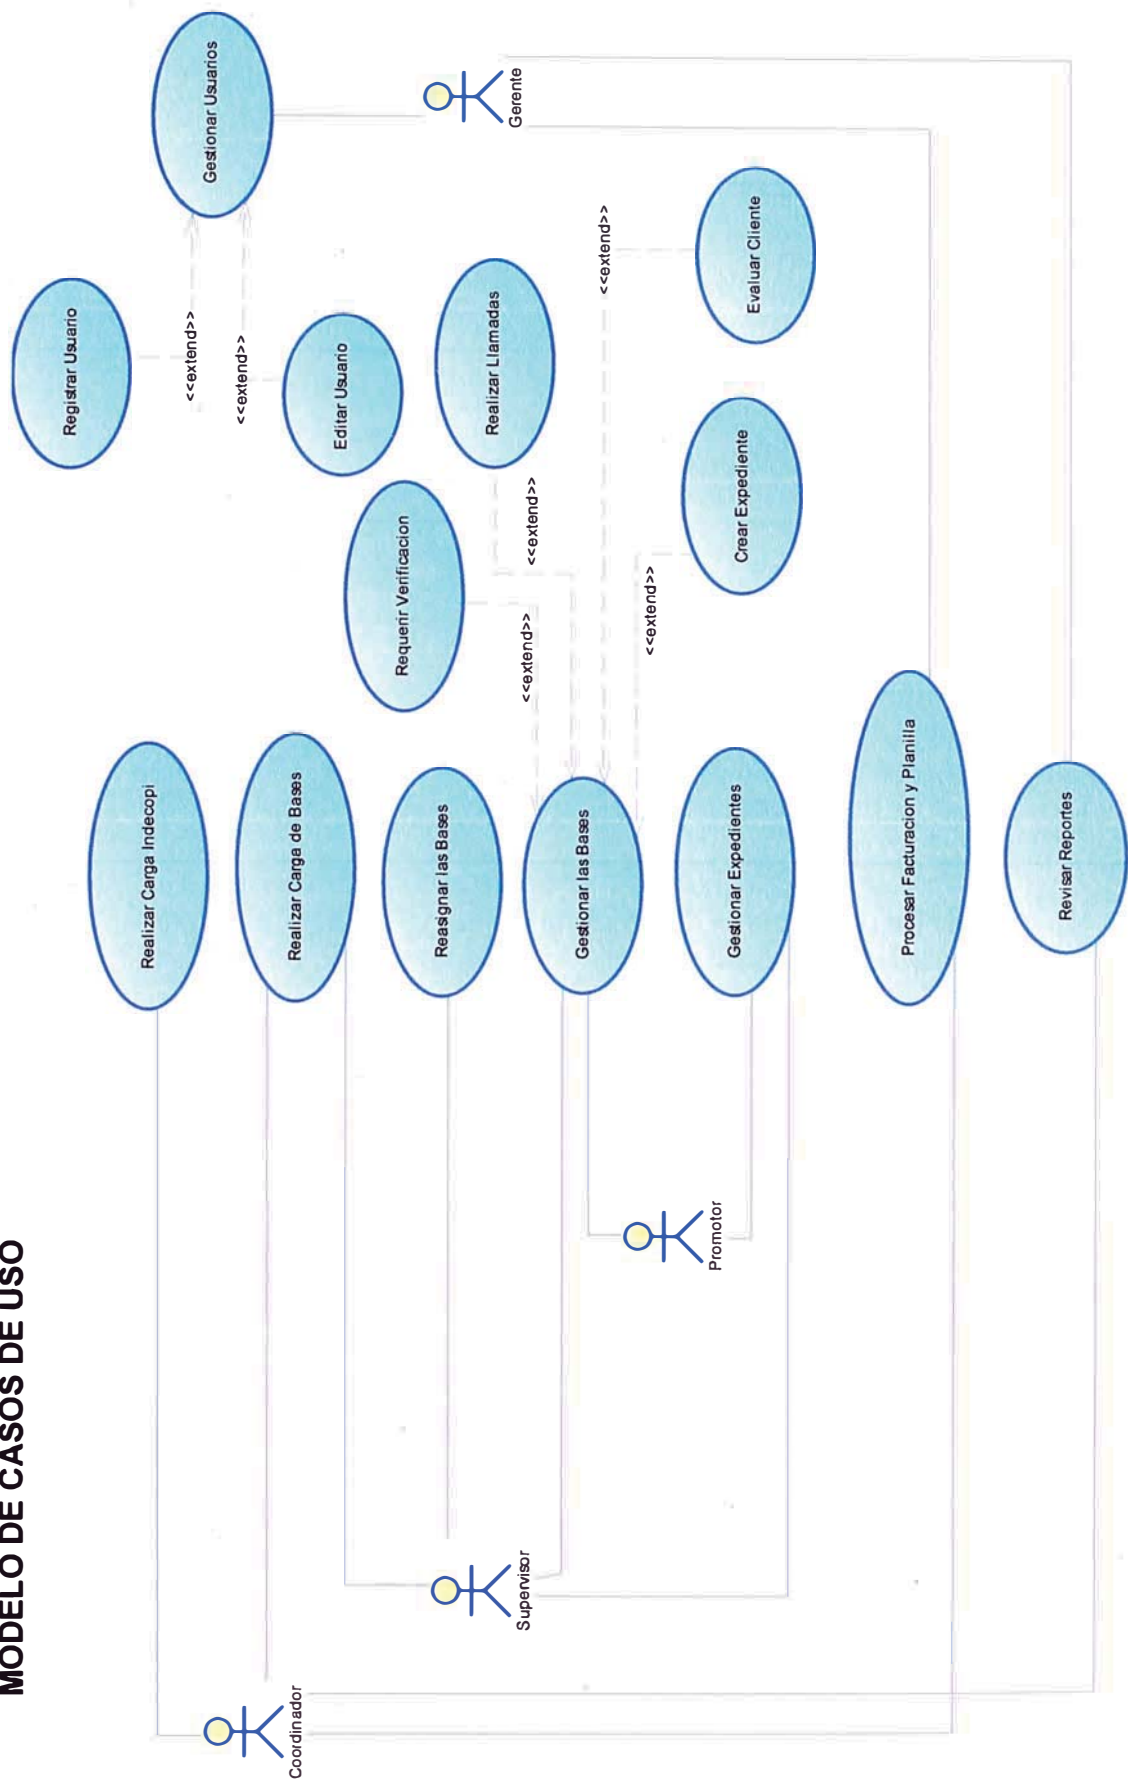 MODELO DE CASOS DE USO
Realizar Carga Indecopi
Registrar Usuario
Gestionar Usuarios
<<extend>>
<<extend>>
Coordinador
Realizar Carga de Bases
Editar Usuario
Requerir Verificacion
Realizar Llamadas
Gerente
Supervisor
Reasignar las Bases
<<extend>>
<<extend>>
<<extend>>
Gestionar las Bases
<<extend>>
Promotor
Gestionar Expedientes
Crear Expediente
Evaluar Cliente
Procesar Facturacion y Planilla
Revisar Reportes